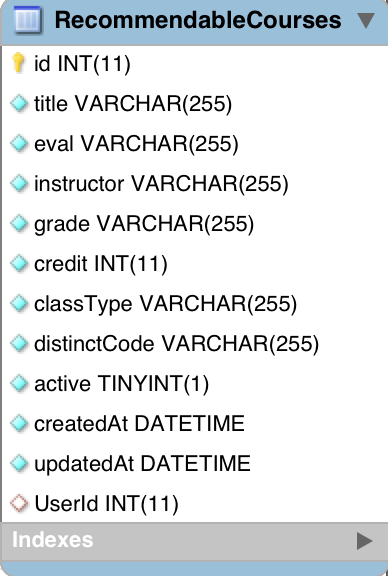 RecommendableCourses
id INT(11)
title VARCHAR(255)
eval VARCHAR(255)
instructor VARCHAR(255)
grade VARCHAR(255)
credit INT(11)
classType VARCHAR(255)
distinctCode VARCHAR(255)
active TINYINT(1)
createdAt DATETIME
updatedAt DATETIME
UserId INT(11)
Indexes